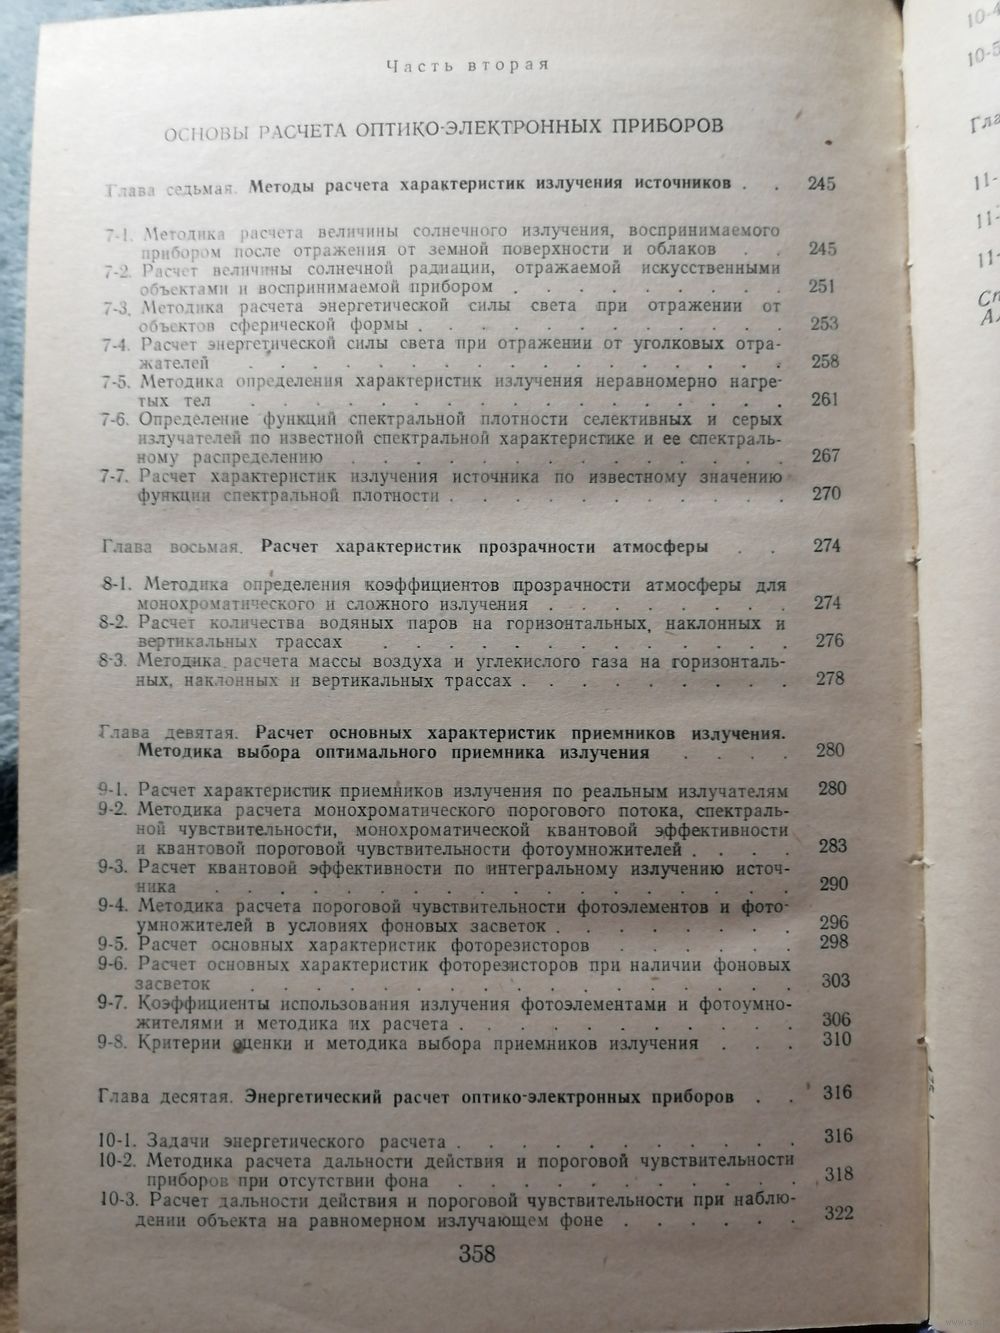 Часть вторая
ОСНОВЫ РАСЧЕТА ОПТИКО-ЭЛЕКТРОННЫХ ПРИБОРОВ
Глава седьмая. Методы расчета характеристик излучения источников . . 245
7-1. Методика расчета величины солнечного излучения, воспринимаемого
прибором после отражения от земной поверхности и облаков . . 245
7-2. Расчет величины солнечной радиации, отражаемой искусственными
объектами и воспринимаемой прибором . . . . . . . . . 251
7-3. Методика расчета энергетической силы света при отражении от
объектов сферической формы . . . . . . . . . . . . . 253
7-4. Расчет энергетической силы света при отражении от уголковых отра-
жателей . . . . . . . . . . . . . . . . . 258
7-5. Методика определения характеристик излучения неравномерно нагре-
тых тел . . . . . . . . . . . . . . . . . 261
7-6. Определение функций спектральной плотности селективных и серых
излучателей по известной спектральной характеристике и ее спектраль-
ному распределению . . . . . . . . . . . . . . 267
7-7. Расчет характеристик излучения источника по известному значению
функции спектральной плотности . . . . . . . . . . . 270
Глава восьмая. Расчет характеристик прозрачности атмосферы . . 274
8-1. Методика определения коэффициентов прозрачности атмосферы для
монохроматического и сложного излучения . . . . . . . . 274
8-2. Расчет количества водяных паров на горизонтальных, наклонных и
вертикальных трассах . . . . . . . . . . . . . 276
8-3. Методика расчета массы воздуха и углекислого газа на горизонталь-
ных, наклонных и вертикальных трассах . . . . . . . . . 278
Глава девятая. Расчет основных характеристик приемников излучения.
Методика выбора оптимального приемника излучения . . . . 280
9-1. Расчет характеристик приемников излучения по реальным излучателям 280
9-2. Методика расчета монохроматического порогового потока, спектраль-
ной чувствительности, монохроматической квантовой эффективности
и квантовой пороговой чувствительности фотоумножителей . . . . 283
9-3. Расчет квантовой эффективности по интегральному излучению источ-
ника . . . . . . . . . . . . . . . . . 290
9-4. Методика расчета пороговой чувствительности фотоэлементов и фото-
умножителей в условиях фоновых засветок . . . . . . . . 296
9-5. Расчет основных характеристик фоторезисторов . . . . . . 298
9-6. Расчет основных характеристик фоторезисторов при наличии фоновых
засветок . . . . . . . . . . . . . . . . . 303
9-7. Коэффициенты использования излучения фотоэлементами и фотоумно-
жителями и методика их расчета . . . . . . . . . . . 306
9-8. Критерии оценки и методика выбора приемников излучения . . . 310
Глава десятая. Энергетический расчет оптико-электронных приборов . . 316
10-1. Задачи энергетического расчета . . . . . . . . . . . 316
10-2. Методика расчета дальности действия и пороговой чувствительности
приборов при отсутствии фона . . . . . . . . . . . 318
10-3. Расчет дальности действия и пороговой чувствительности при наблю-
дении объекта на равномерном излучающем фоне . . . . . . 322
358
10-4
10-5
Гла
11-
11-
11-
Сп
Ал